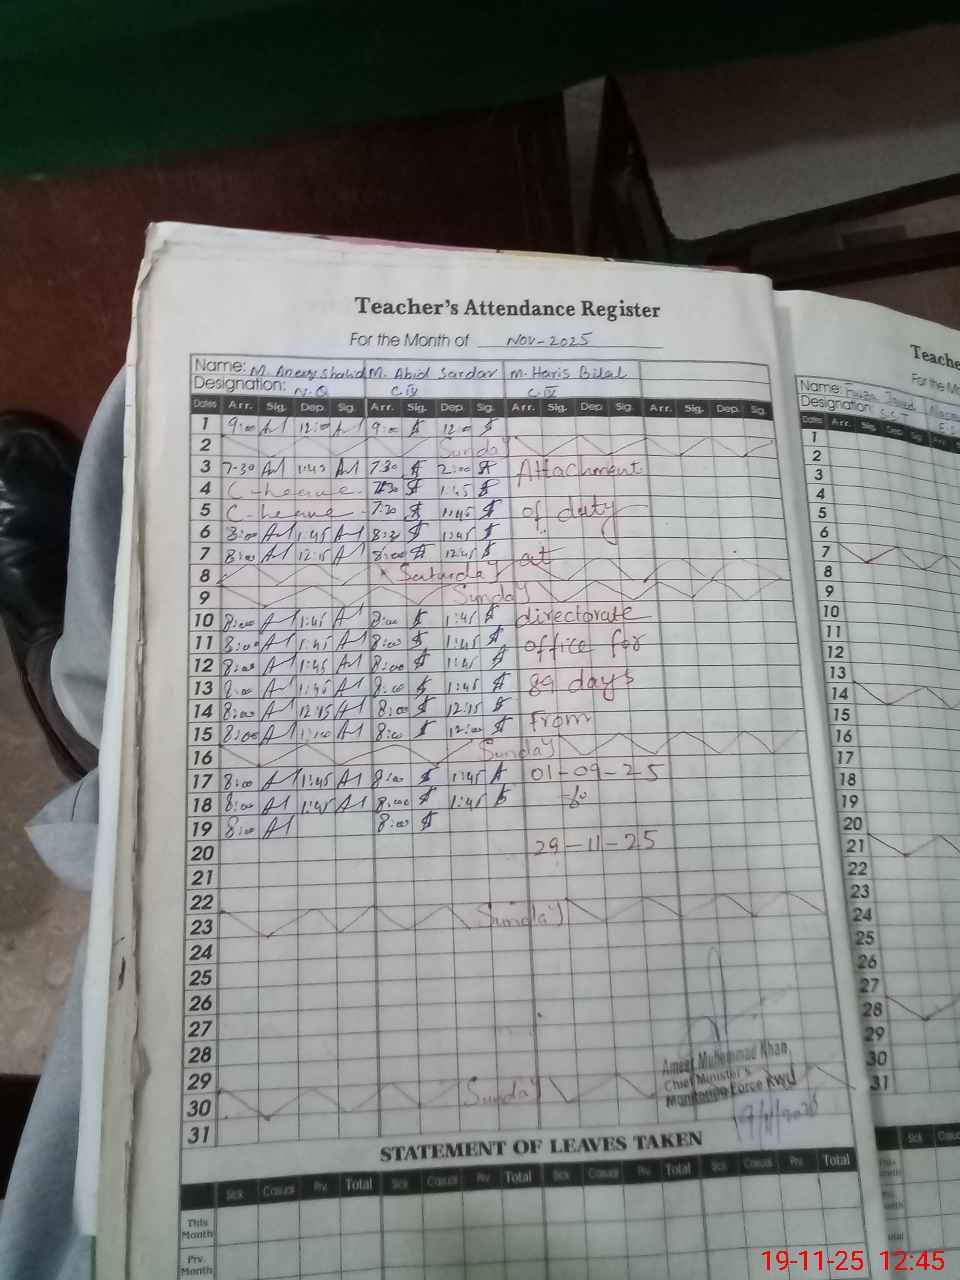 Teacher's Attendance Register
For the Month of Nov-2025
Name: M. Anees Shahid M. Abid Sardar M. Haris Bilal
Designation: N.Q C.IV C.IV
Dates Arr. Sig. Dep. Sig. Arr. Sig. Dep. Sig. Arr. Sig. Dep Sig. Arr. Sig. Dep. Sig.
1 9:00 12:00 9:00 12:00
2 Sunday
3 7-30 1:45 7.30 2:00 Attachment
4 C-leave 7:30 1:45
5 C-leave 7:30 1:45 of duty
6 8:00 1:45 1:45
7 8:00 12:15 8:00 12:45 at
8 Saturday
9 Sunday
10 8:00 1:45 8:00 1:45 directorate
11 8:00 1:45 8:00 1:45 office for
12 8:00 1:45 8:00 1:45
13 8:00 1:45 8:00 1:45 89 days
14 8:00 12:15 8:00 12:15
15 8:00 8:00 12:00 From
16 Sunday
17 8:00 1:45 8:00 1:45 01-09-25
18 8:00 1:45 8:00 1:45 to
19 8:00 8:00
20 29-11-25
21
22
23 Sunday
24
25
26
27
28
29
30 Sunday
31
Ameer Muhammad Khan
Chief Minister's
Monitoring Force KWL
19/11/2025
STATEMENT OF LEAVES TAKEN
Sick Casual Prv. Total Sick Casual Prv Total Sick Casual Prv. Total
This Month
Prv. Month
Teache
For the M
Name:
Designation: S.S.T
Dates Arr. Sig. Dep Sig
1
2
3
4
5
6
7
8
9
10
11
12
13
14
15
16
17
18
19
20
21
22
23
24
25
26
27
28
29
30
31
Sick
19-11-25 12:45